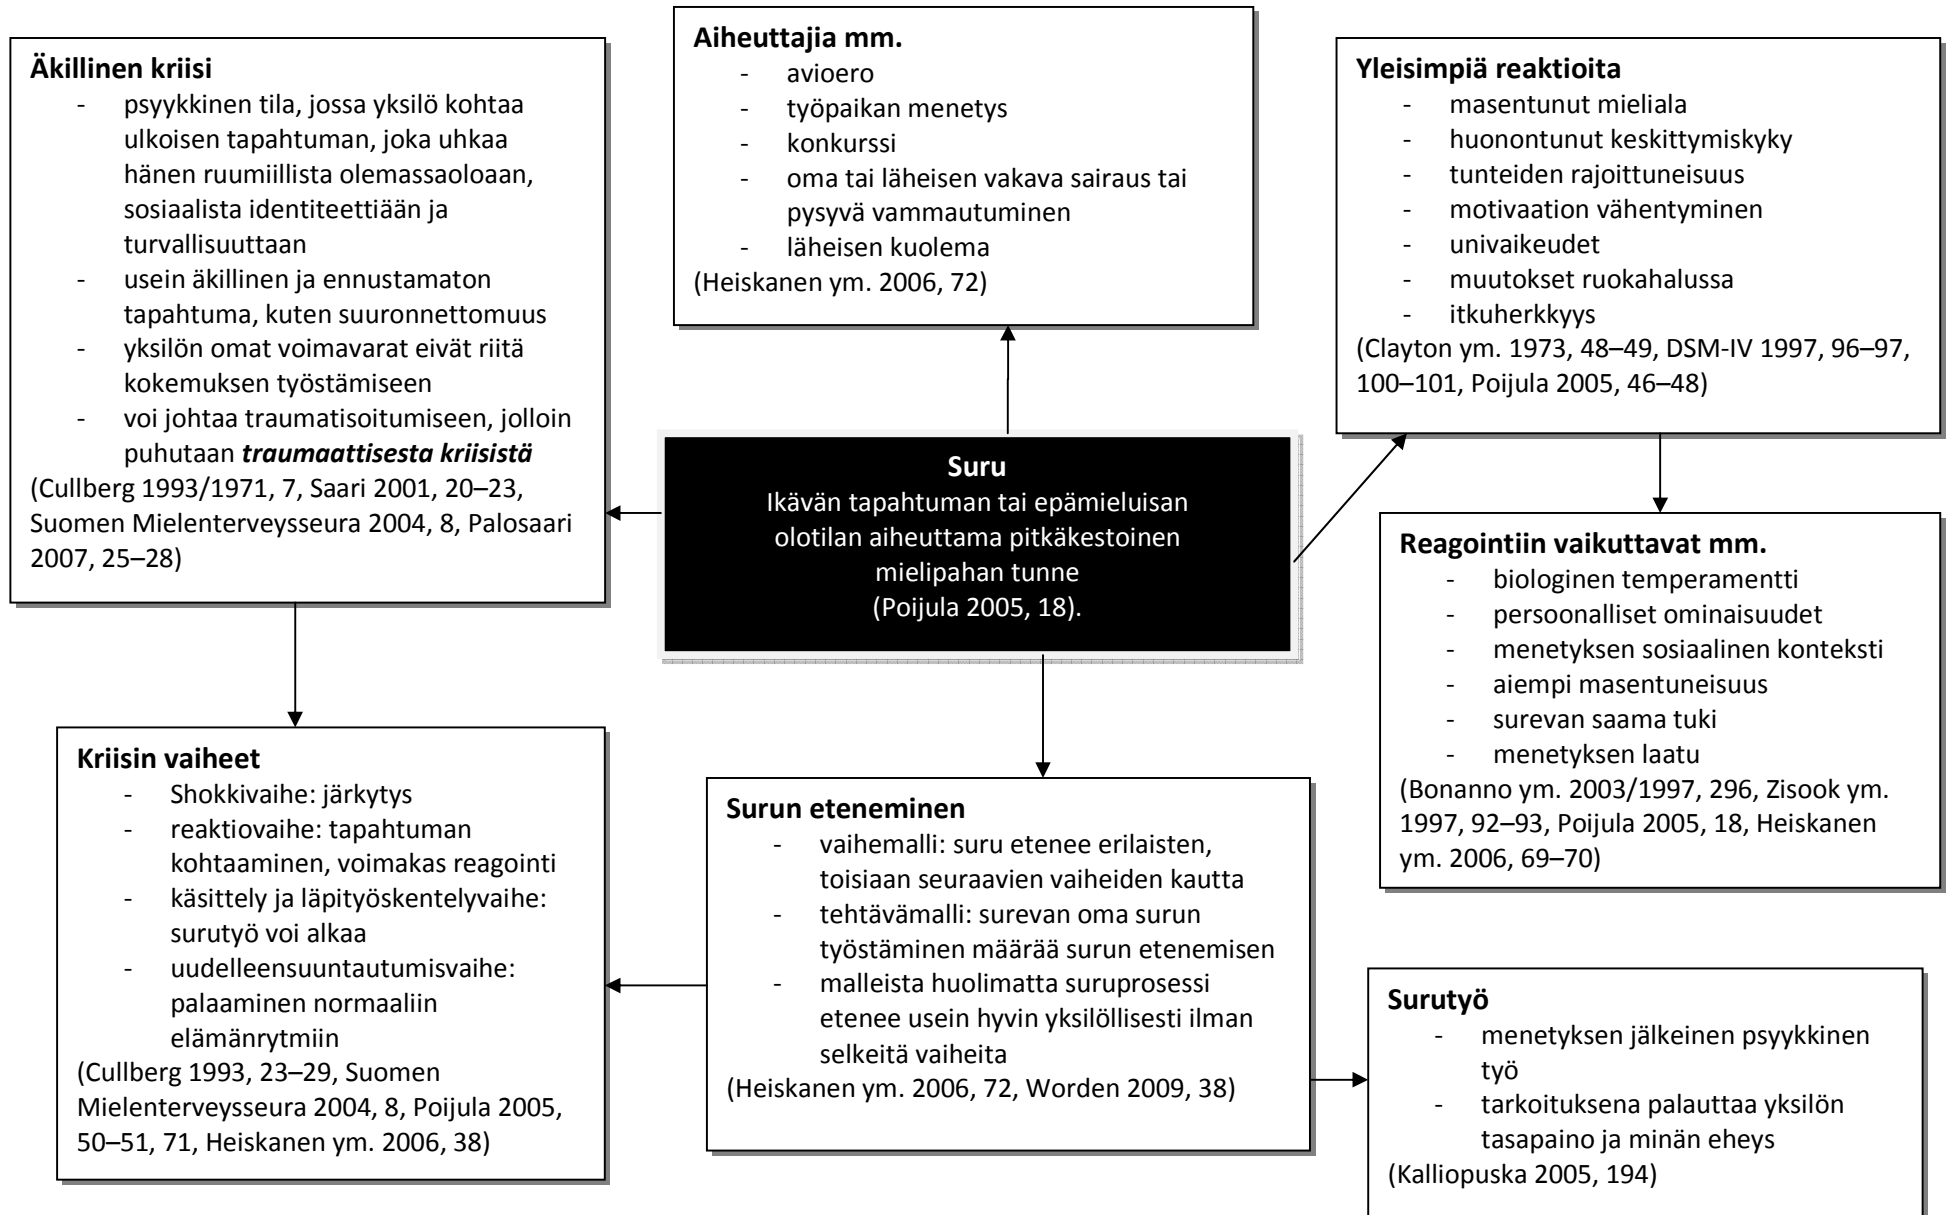 Äkillinen kriisi
- psyykkinen tila, jossa yksilö kohtaa
ulkoisen tapahtuman, joka uhkaa
hänen ruumiillista olemassaoloaan,
sosiaalista identiteettiään ja
turvallisuuttaan
- usein äkillinen ja ennustamaton
tapahtuma, kuten suuronnettomuus
- yksilön omat voimavarat eivät riitä
kokemuksen työstämiseen
- voi johtaa traumatisoitumiseen, jolloin
puhutaan traumaattisesta kriisistä
(Cullberg 1993/1971, 7, Saari 2001, 20–23,
Suomen Mielenterveysseura 2004, 8, Palosaari
2007, 25–28)
Aiheuttajia mm.
- avioero
- työpaikan menetys
- konkurssi
- oma tai läheisen vakava sairaus tai
pysyvä vammautuminen
- läheisen kuolema
(Heiskanen ym. 2006, 72)
Yleisimpiä reaktioita
- masentunut mieliala
- huonontunut keskittymiskyky
- tunteiden rajoittuneisuus
- motivaation vähentyminen
- univaikeudet
- muutokset ruokahalussa
- itkuherkkyys
(Clayton ym. 1973, 48–49, DSM-IV 1997, 96–97,
100–101, Poijula 2005, 46–48)
Suru
Ikävän tapahtuman tai epämieluisan
olotilan aiheuttama pitkäkestoinen
mielipahan tunne
(Poijula 2005, 18).
Reagointiin vaikuttavat mm.
- biologinen temperamentti
- persoonalliset ominaisuudet
- menetyksen sosiaalinen konteksti
- aiempi masentuneisuus
- surevan saama tuki
- menetyksen laatu
(Bonanno ym. 2003/1997, 296, Zisook ym.
1997, 92–93, Poijula 2005, 18, Heiskanen
ym. 2006, 69–70)
Kriisin vaiheet
- Shokkivaihe: järkytys
- reaktiovaihe: tapahtuman
kohtaaminen, voimakas reagointi
- käsittely ja läpityöskentelyvaihe:
surutyö voi alkaa
- uudelleensuuntautumisvaihe:
palaaminen normaaliin
elämänrytmiin
(Cullberg 1993, 23–29, Suomen
Mielenterveysseura 2004, 8, Poijula 2005,
50–51, 71, Heiskanen ym. 2006, 38)
Surun eteneminen
- vaihemalli: suru etenee erilaisten,
toisiaan seuraavien vaiheiden kautta
- tehtävämalli: surevan oma surun
työstäminen määrää surun etenemisen
- malleista huolimatta suruprosessi
etenee usein hyvin yksilöllisesti ilman
selkeitä vaiheita
(Heiskanen ym. 2006, 72, Worden 2009, 38)
Surutyö
- menetyksen jälkeinen psyykkinen
työ
- tarkoituksena palauttaa yksilön
tasapaino ja minän eheys
(Kalliopuska 2005, 194)